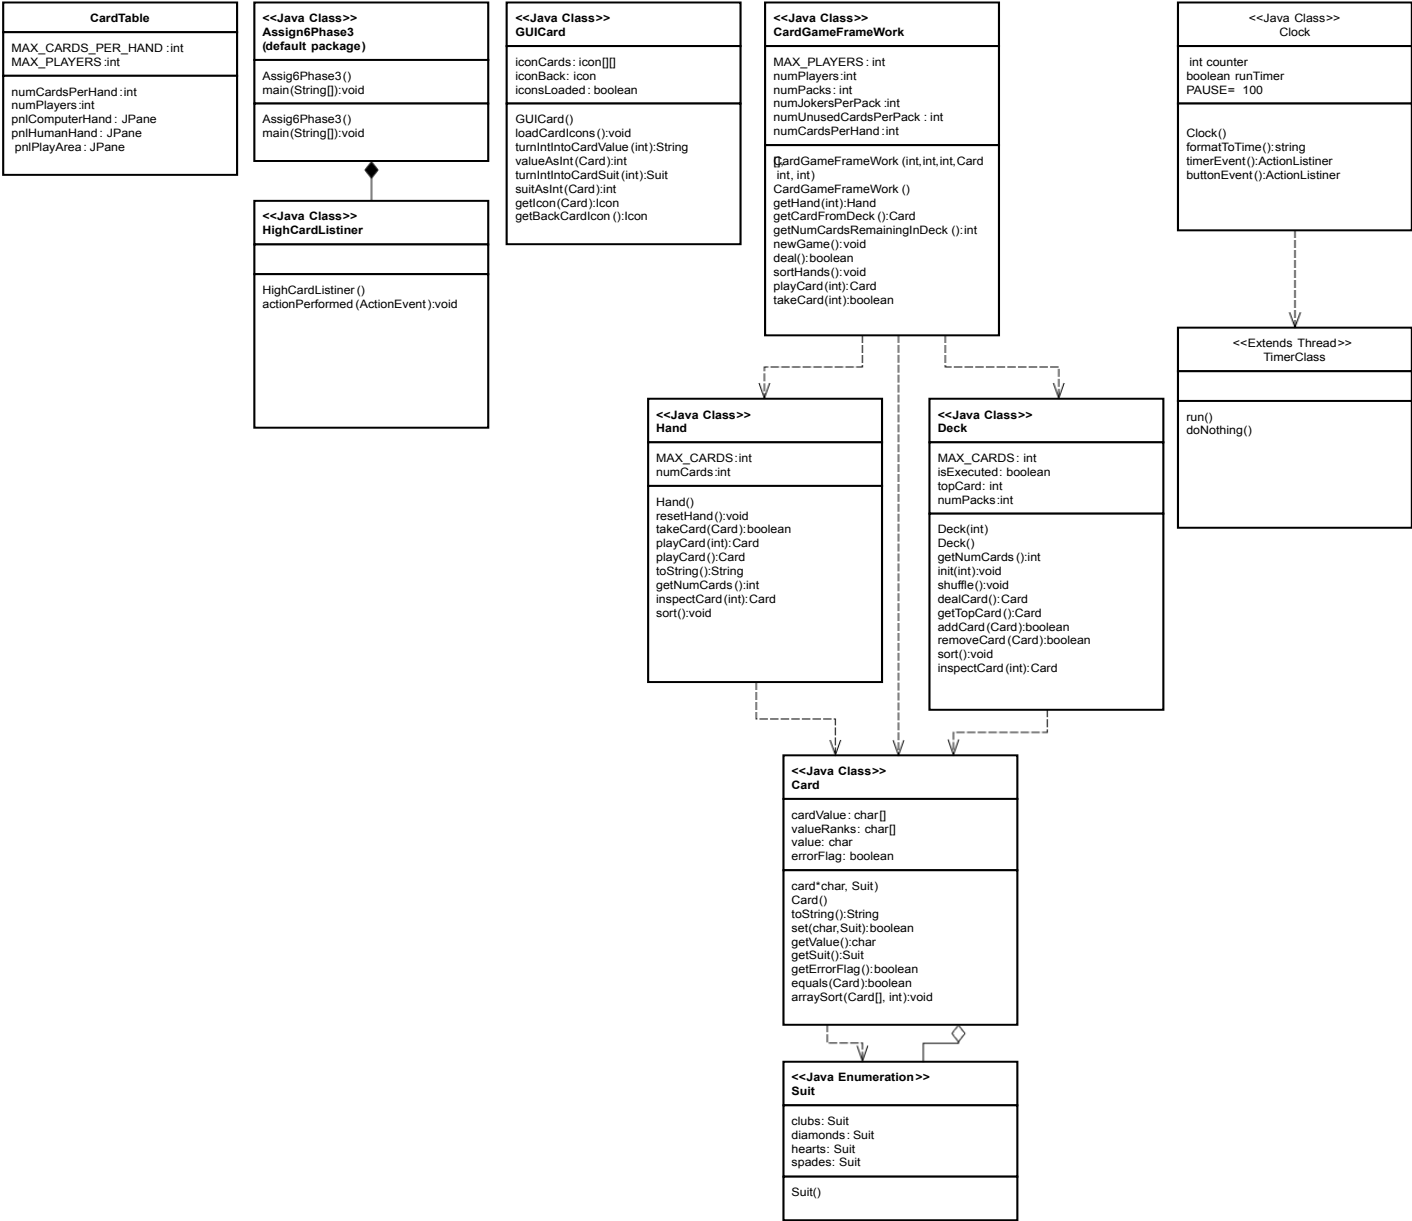 CardTable
MAX_CARDS_PER_HAND :int
MAX_PLAYERS :int
numCardsPerHand :int
numPlayers:int
pnlComputerHand : JPane
pnlHumanHand : JPane
pnlPlayArea : JPane
<<Java Class>>
Assign6Phase3
(default package)
Assig6Phase3()
main(String[]):void
Assig6Phase3()
main(String[]):void
<<Java Class>>
HighCardListiner
HighCardListiner()
actionPerformed(ActionEvent):void
<<Java Class>>
GUICard
iconCards: icon[][]
iconBack: icon
iconsLoaded: boolean
GUICard()
loadCardIcons():void
turnIntIntoCardValue(int):String
valueAsInt(Card):int
turnIntIntoCardSuit(int):Suit
suitAsInt(Card):int
getIcon(Card):Icon
getBackCardIcon():Icon
<<Java Class>>
CardGameFrameWork
MAX_PLAYERS : int
numPlayers:int
numPacks: int
numJokersPerPack :int
numUnusedCardsPerPack : int
numCardsPerHand:int
CardGameFrameWork(int,int,int,Card
[], int, int)
CardGameFrameWork()
getHand(int):Hand
getCardFromDeck():Card
getNumCardsRemainingInDeck():int
newGame():void
deal():boolean
sortHands():void
playCard(int):Card
takeCard(int):boolean
<<Java Class>>
Clock
int counter
boolean runTimer
PAUSE= 100
Clock()
formatToTime():string
timerEvent():ActionListiner
buttonEvent():ActionListiner
<<Extends Thread>>
TimerClass
run()
doNothing()
<<Java Class>>
Hand
MAX_CARDS:int
numCards:int
Hand()
resetHand():void
takeCard(Card):boolean
playCard(int):Card
playCard():Card
toString():String
getNumCards():int
inspectCard(int):Card
sort():void
<<Java Class>>
Deck
MAX_CARDS: int
isExecuted: boolean
topCard: int
numPacks:int
Deck(int)
Deck()
getNumCards():int
init(int):void
shuffle():void
dealCard():Card
getTopCard():Card
addCard(Card):boolean
removeCard(Card):boolean
sort():void
inspectCard(int):Card
<<Java Class>>
Card
cardValue: char[]
valueRanks: char[]
value: char
errorFlag: boolean
card*char, Suit)
Card()
toString():String
set(char,Suit):boolean
getValue():char
getSuit():Suit
getErrorFlag():boolean
equals(Card):boolean
arraySort(Card[], int):void
<<Java Enumeration>>
Suit
clubs: Suit
diamonds: Suit
hearts: Suit
spades: Suit
Suit()